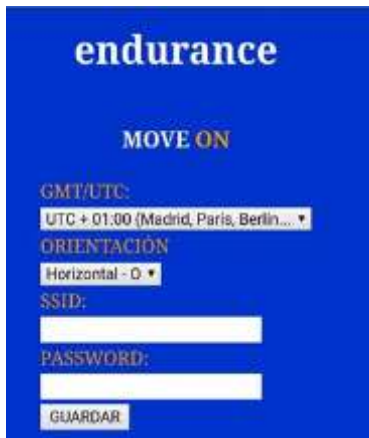 endurance
MOVE ON
GMT/UTC:
UTC + 01:00 (Madrid, Paris, Berlin... ▾
ORIENTACIÓN
Horizontal - 0 ▾
SSID:
PASSWORD:
GUARDAR